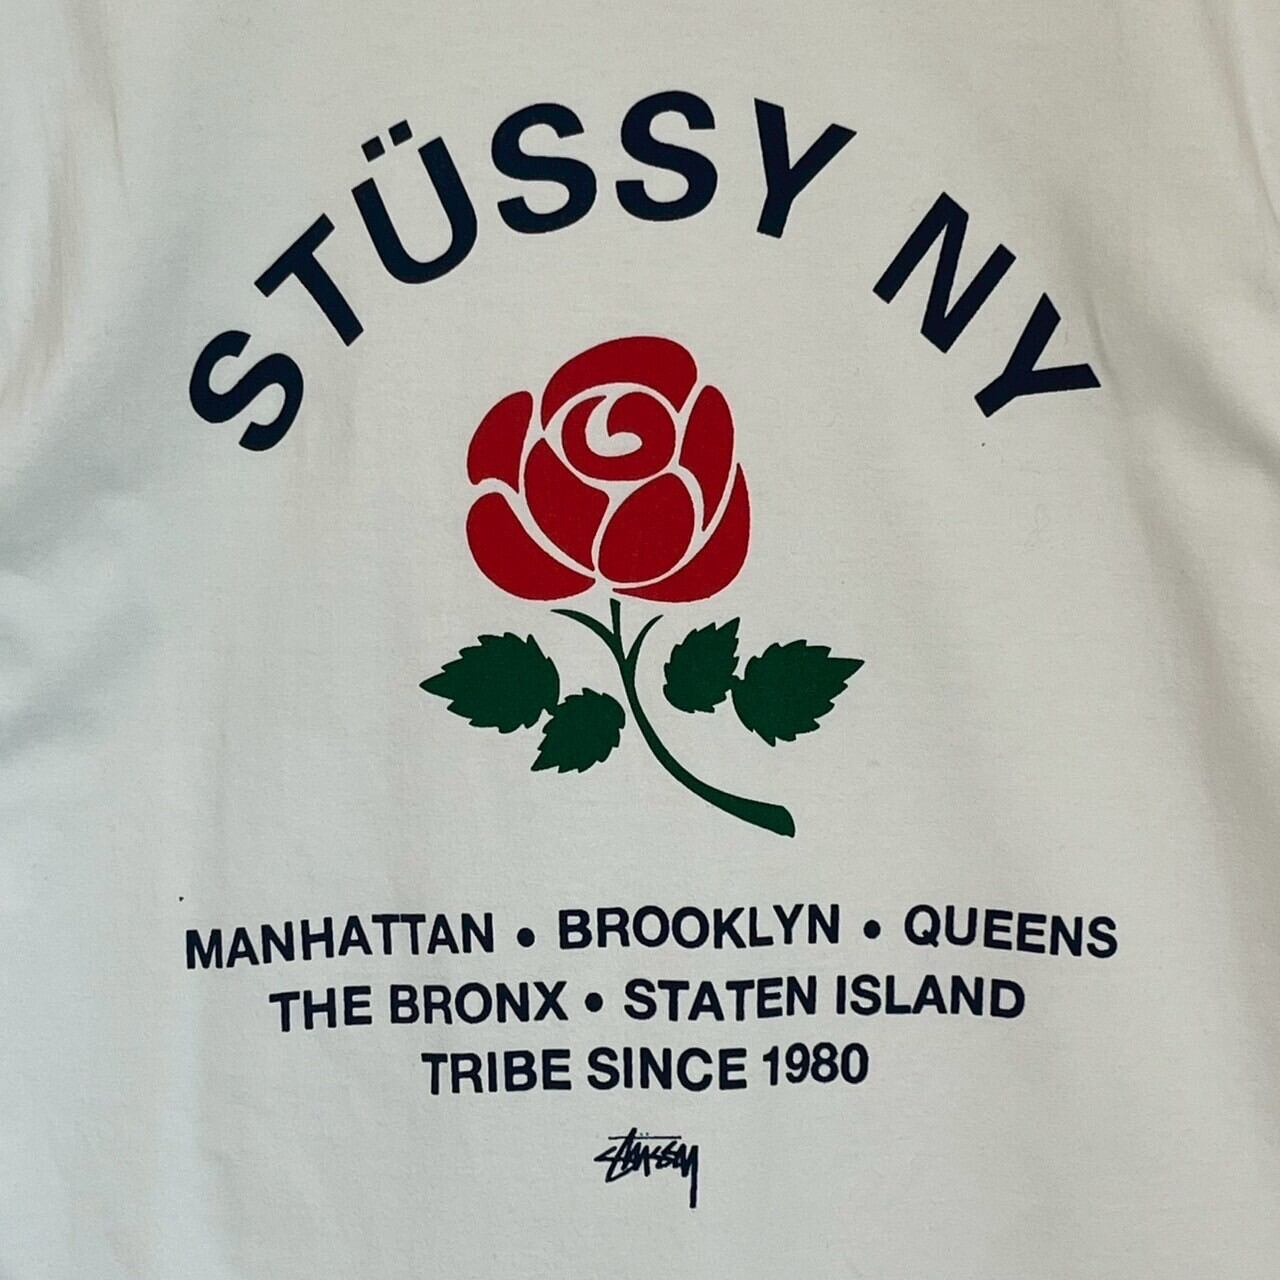 STÜSSY NY
MANHATTAN • BROOKLYN • QUEENS
THE BRONX • STATEN ISLAND
TRIBE SINCE 1980
Stüssy